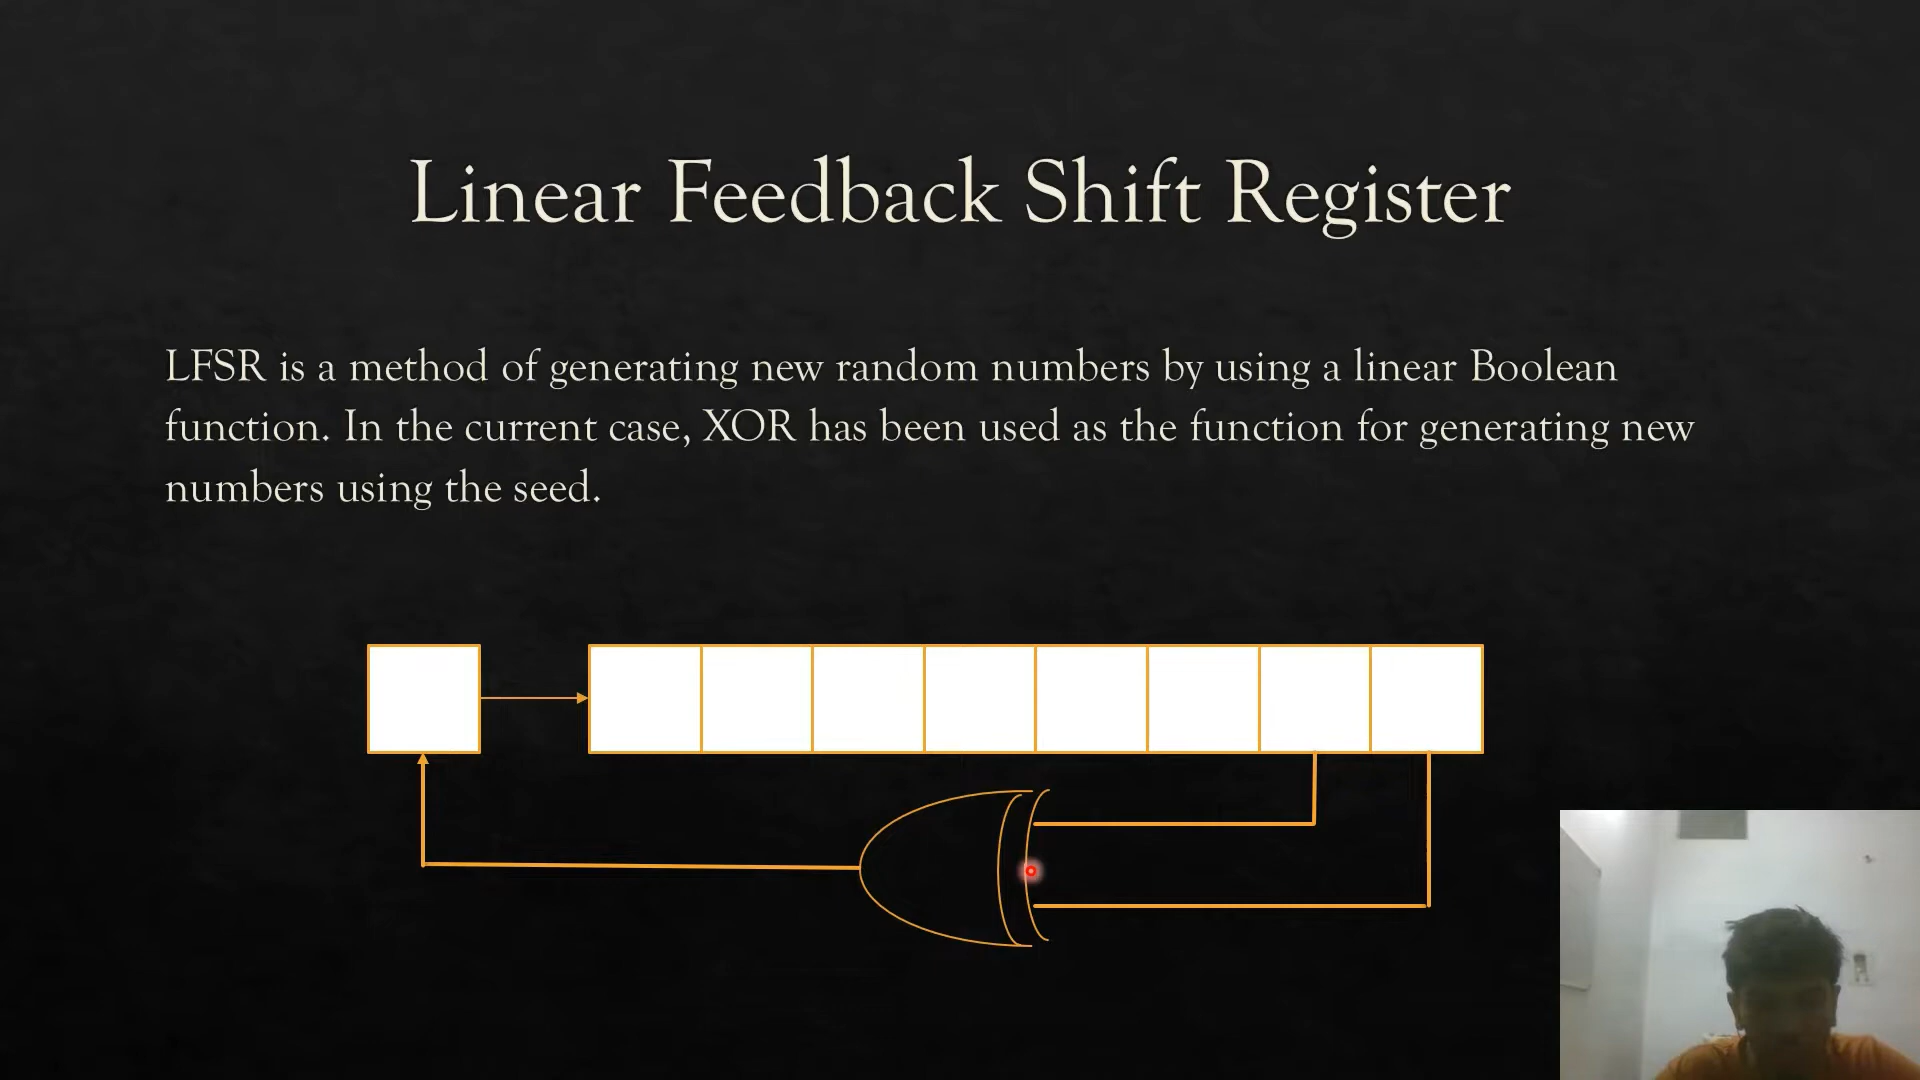 Linear Feedback Shift Register
LFSR is a method of generating new random numbers by using a linear Boolean
function. In the current case, XOR has been used as the function for generating new
numbers using the seed.